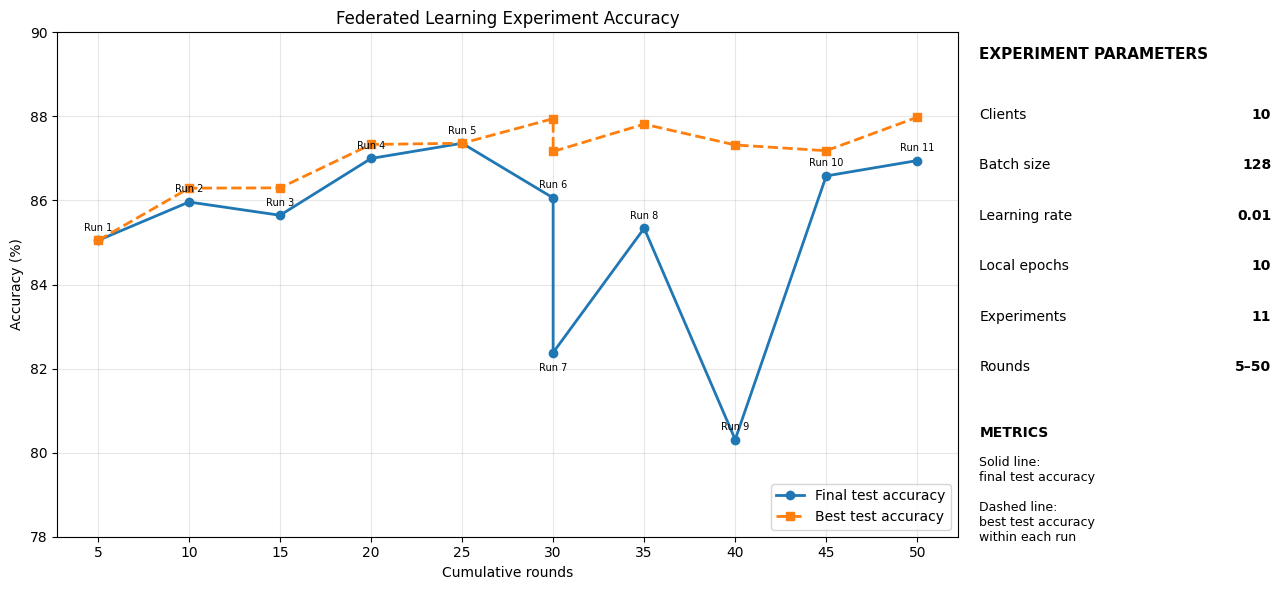 Federated Learning Experiment Accuracy
90
88
86
84
82
80
78
Accuracy (%)
Run 1
Run 2
Run 3
Run 4
Run 5
Run 6
Run 7
Run 8
Run 9
Run 10
Run 11
Final test accuracy
Best test accuracy
5 10 15 20 25 30 35 40 45 50
Cumulative rounds
EXPERIMENT PARAMETERS
Clients 10
Batch size 128
Learning rate 0.01
Local epochs 10
Experiments 11
Rounds 5–50
METRICS
Solid line:
final test accuracy
Dashed line:
best test accuracy
within each run